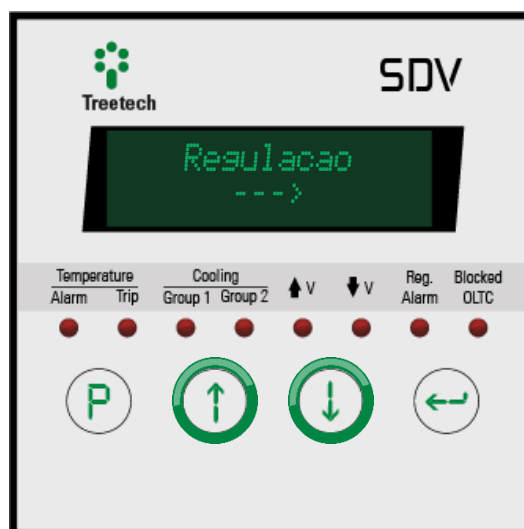 Treetech
SDV
Regulacao
--->
Temperature
Alarm Trip
Cooling
Group 1 Group 2
V
V
Reg.
Alarm
Blocked
OLTC
P